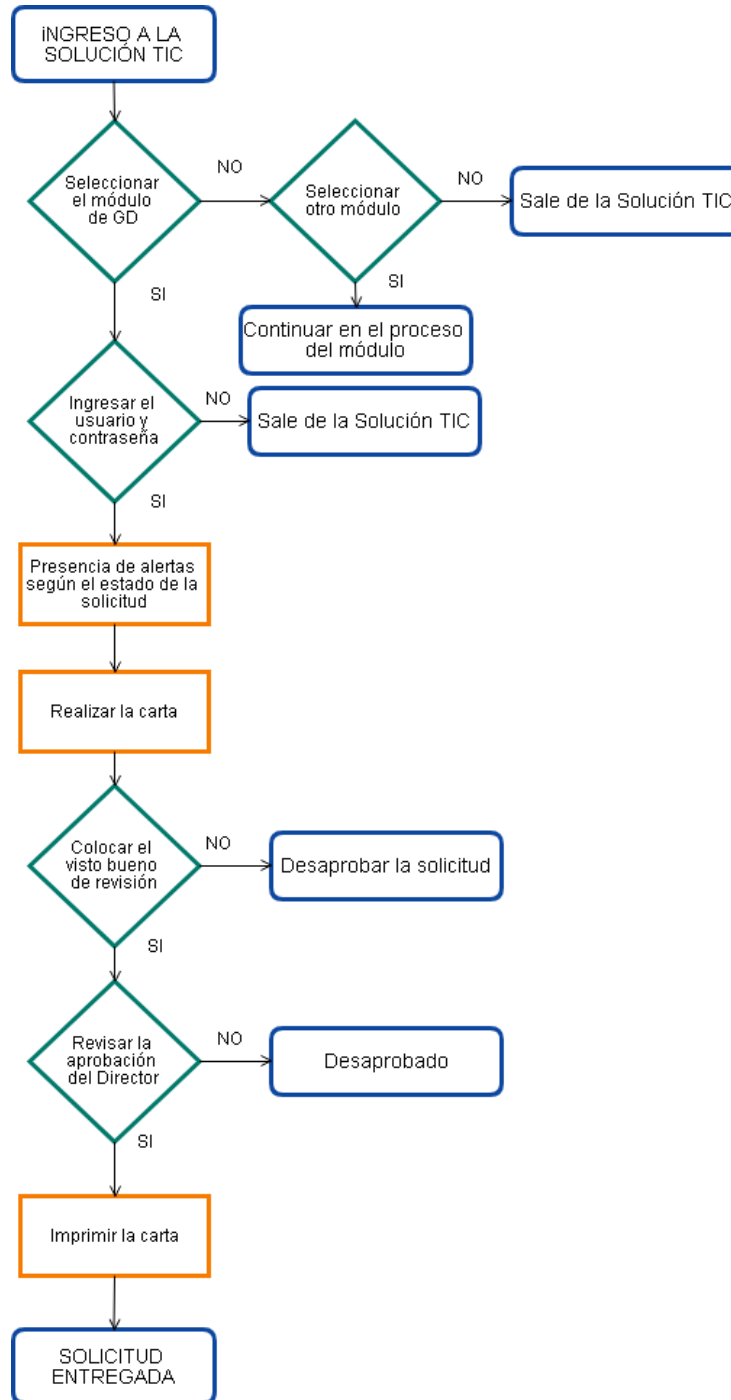 iNGRESO A LA
SOLUCIÓN TIC
Seleccionar
el módulo
de GD
NO
Seleccionar
otro módulo
NO
Sale de la Solución TIC
SI
SI
Continuar en el proceso
del módulo
Ingresar el
usuario y
contraseña
NO
Sale de la Solución TIC
SI
Presencia de alertas
según el estado de la
solicitud
Realizar la carta
Colocar el
visto bueno
de revisión
NO
Desaprobar la solicitud
SI
Revisar la
aprobación
del Director
NO
Desaprobado
SI
Imprimir la carta
SOLICITUD
ENTREGADA